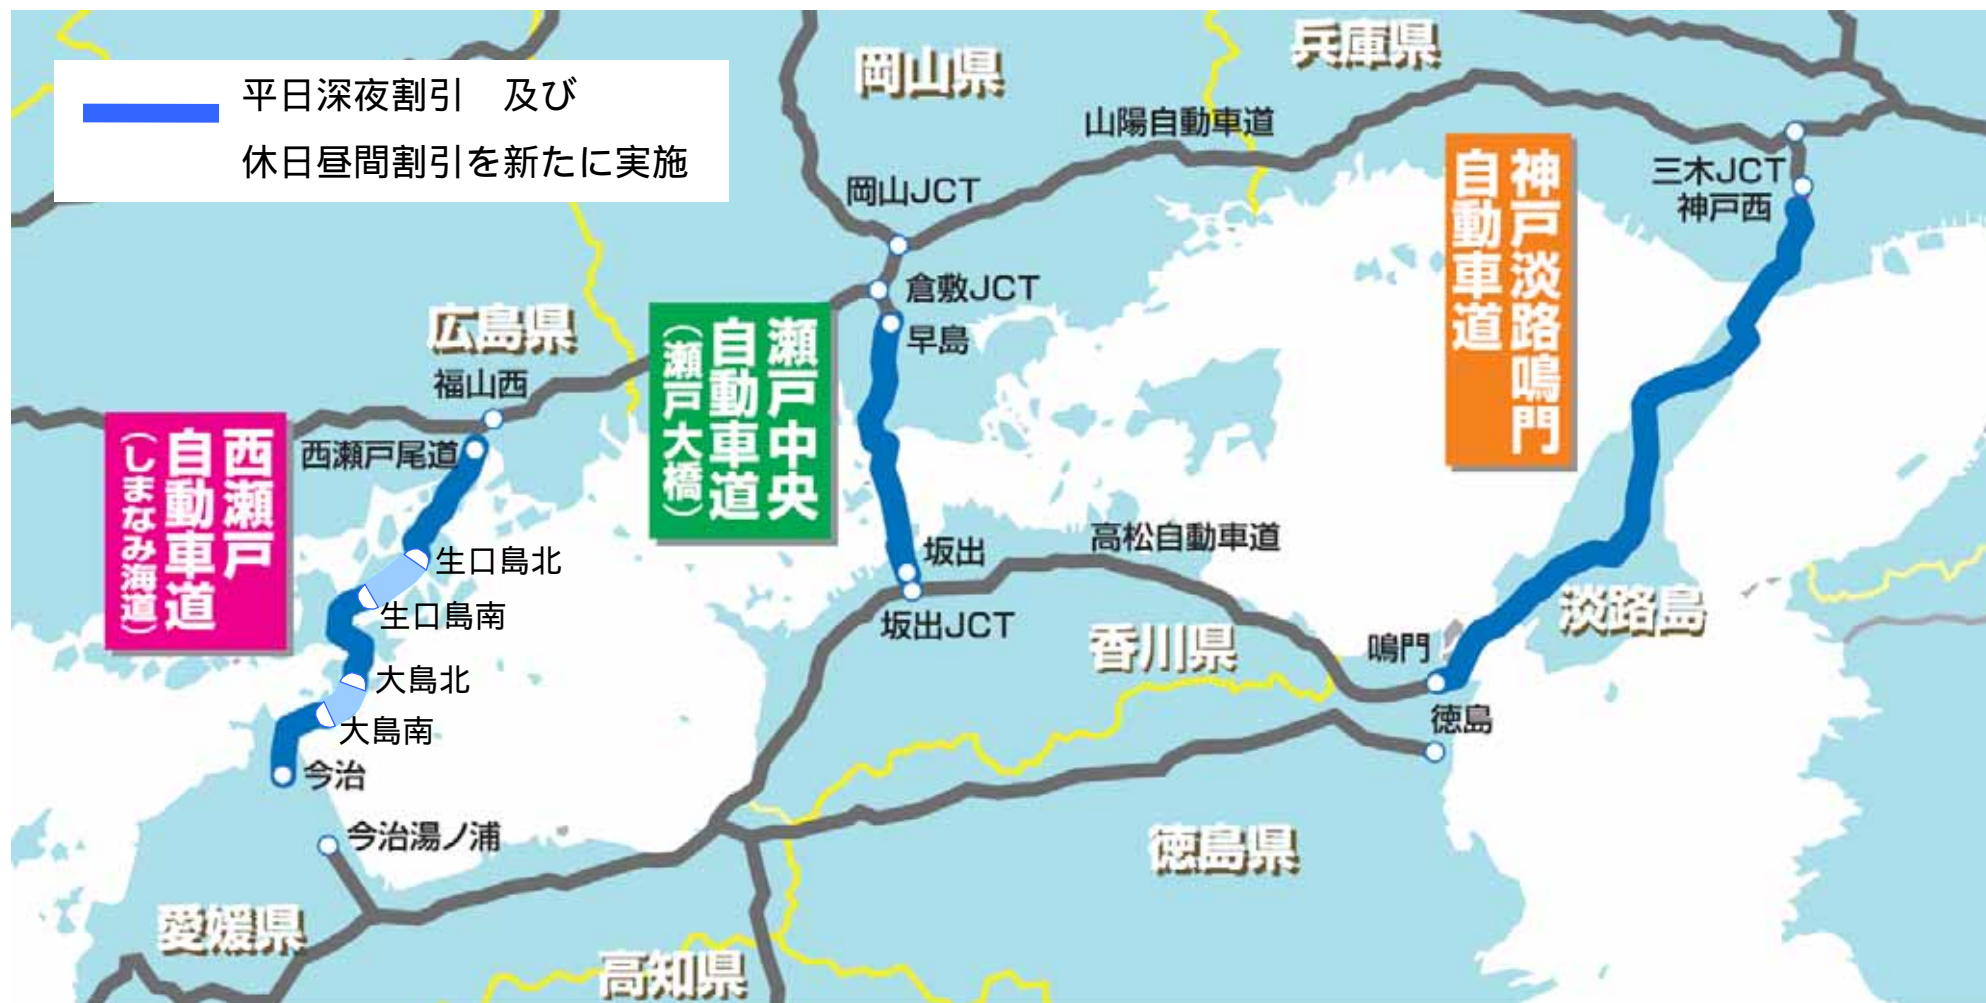 平日深夜割引　及び
休日昼間割引を新たに実施
岡山県
兵庫県
山陽自動車道
岡山JCT
三木JCT
神戸西
神戸淡路鳴門
自動車道
倉敷JCT
早島
広島県
福山西
瀬戸中央
自動車道
(瀬戸大橋)
西瀬戸
自動車道
(しまなみ海道)
西瀬戸尾道
生口島北
生口島南
大島北
大島南
今治
今治湯ノ浦
坂出
坂出JCT
高松自動車道
香川県
鳴門
淡路島
徳島
徳島県
愛媛県
高知県